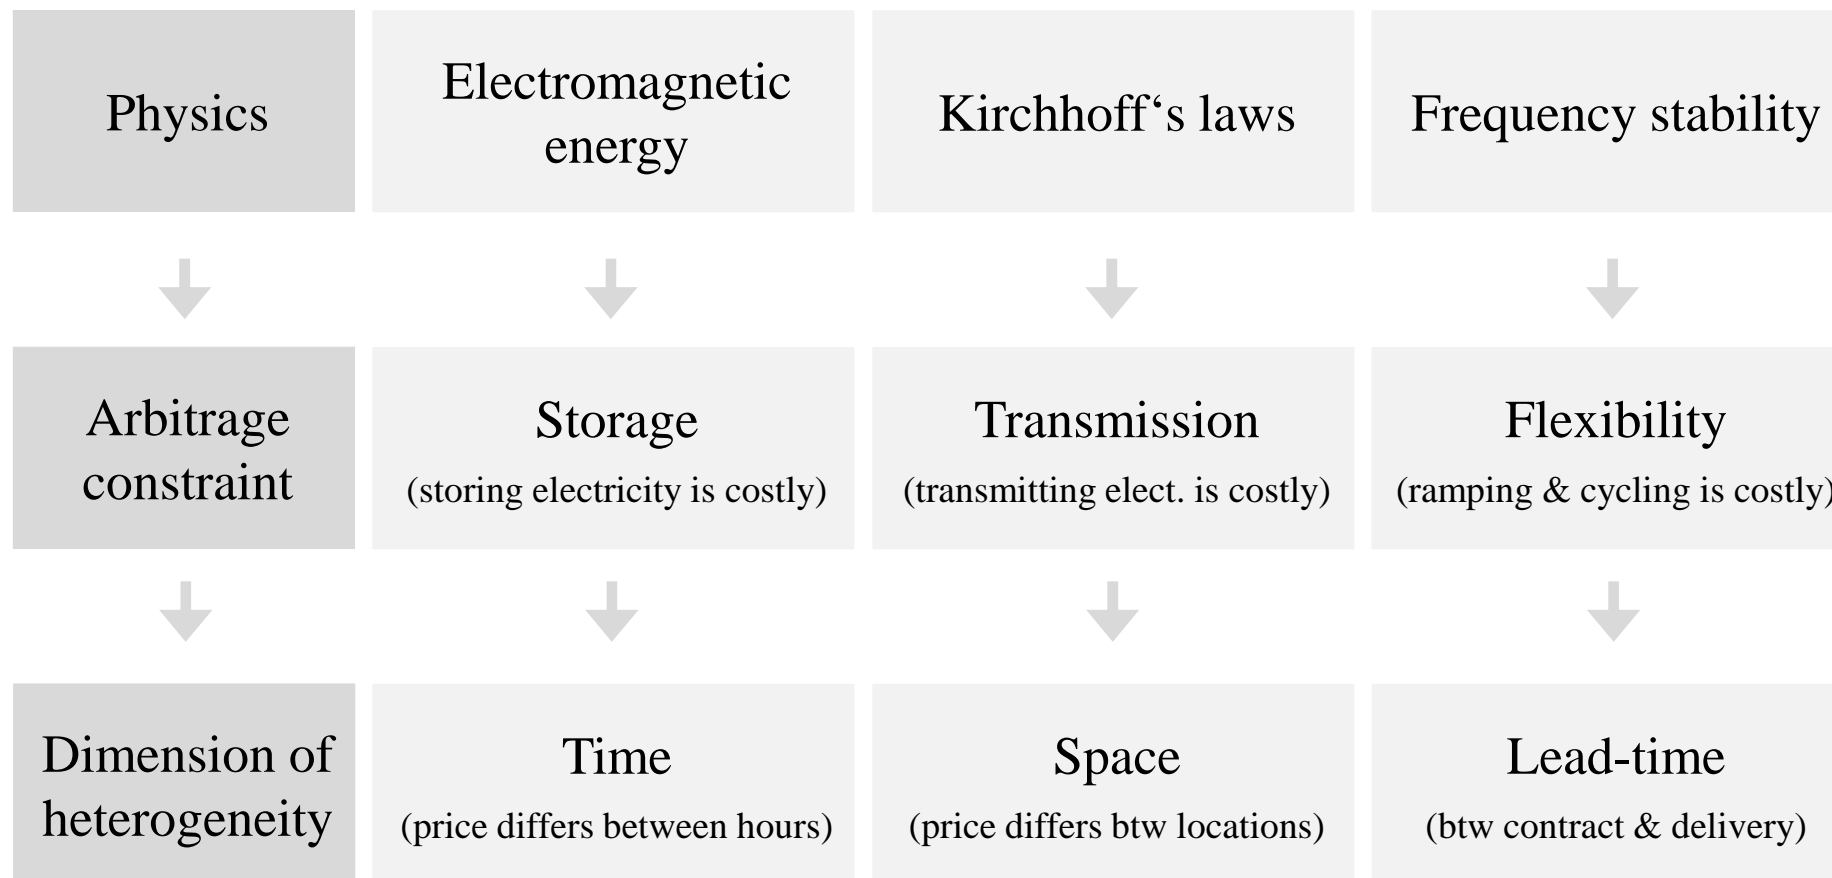 Physics
Electromagnetic
energy
Kirchhoff‘s laws
Frequency stability
Arbitrage
constraint
Storage
(storing electricity is costly)
Transmission
(transmitting elect. is costly)
Flexibility
(ramping & cycling is costly)
Dimension of
heterogeneity
Time
(price differs between hours)
Space
(price differs btw locations)
Lead-time
(btw contract & delivery)